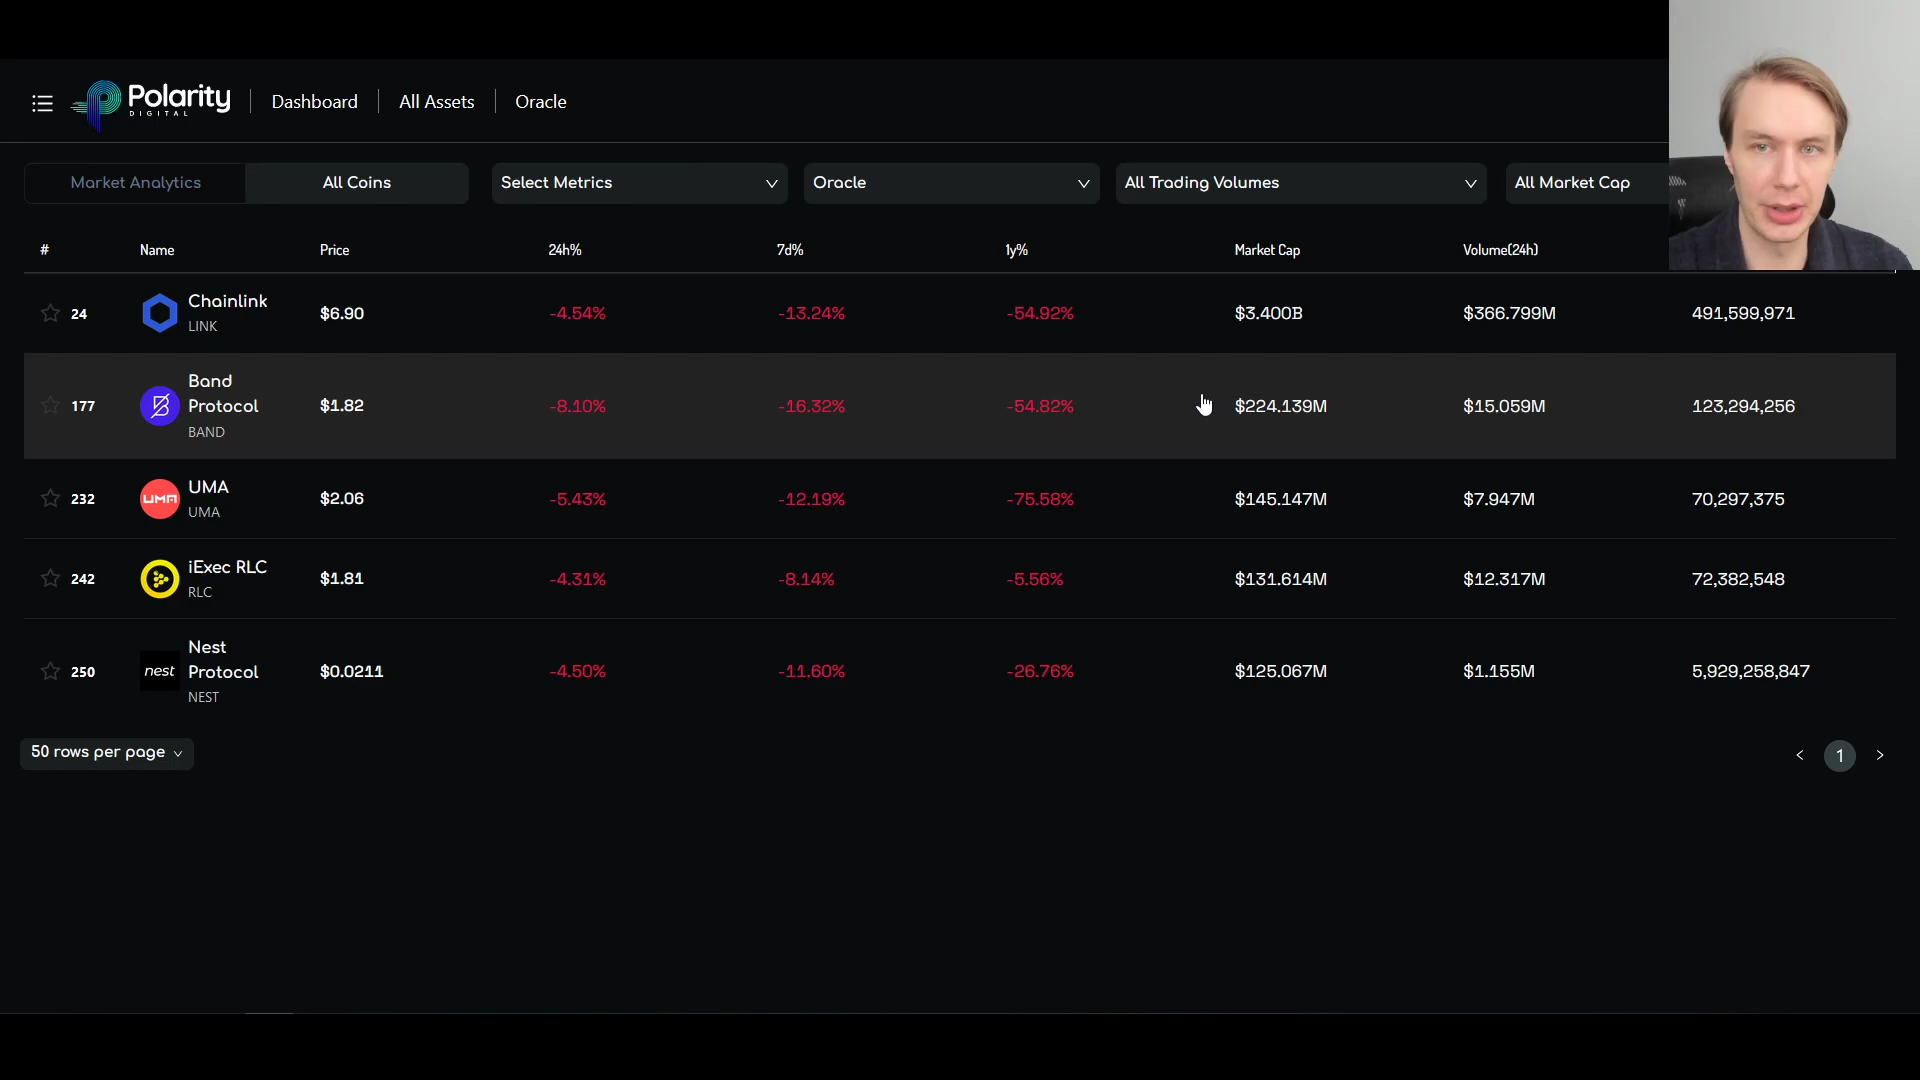 Polarity
DIGITAL
Dashboard
All Assets
Oracle
Market Analytics
All Coins
Select Metrics
Oracle
All Trading Volumes
All Market Cap
# Name Price 24h% 7d% 1y% Market Cap Volume(24h)
24 Chainlink $6.90 -4.54% -13.24% -54.92% $3.400B $366.799M 491,599,971
LINK
Band
177 Protocol $1.82 -8.10% -16.32% -54.82% $224.139M $15.059M 123,294,256
BAND
232 UMA UMA $2.06 -5.43% -12.19% -75.58% $145.147M $7.947M 70,297,375
UMA
242 iExec RLC $1.81 -4.31% -8.14% -5.56% $131.614M $12.317M 72,382,548
RLC
Nest
250 nest Protocol $0.0211 -4.50% -11.60% -26.76% $125.067M $1.155M 5,929,258,847
NEST
50 rows per page
< 1 >